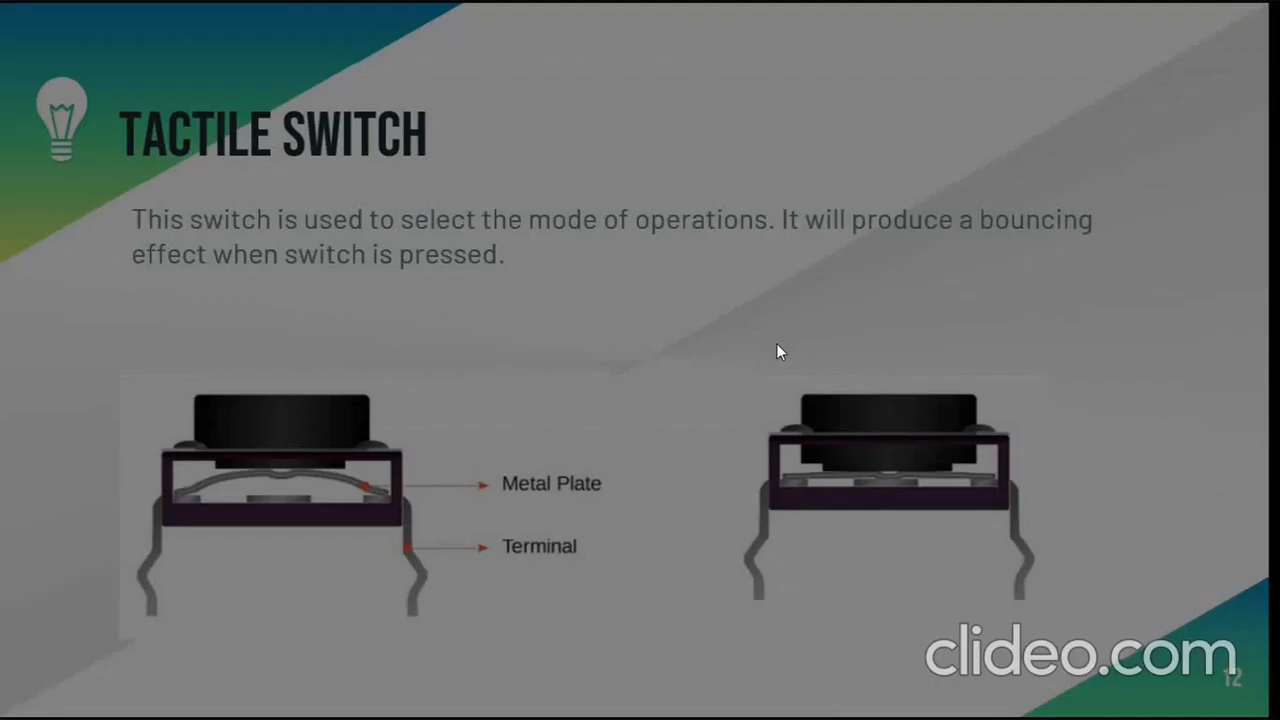 TACTILE SWITCH
This switch is used to select the mode of operations. It will produce a bouncing
effect when switch is pressed.
Metal Plate
Terminal
clideo.com
12